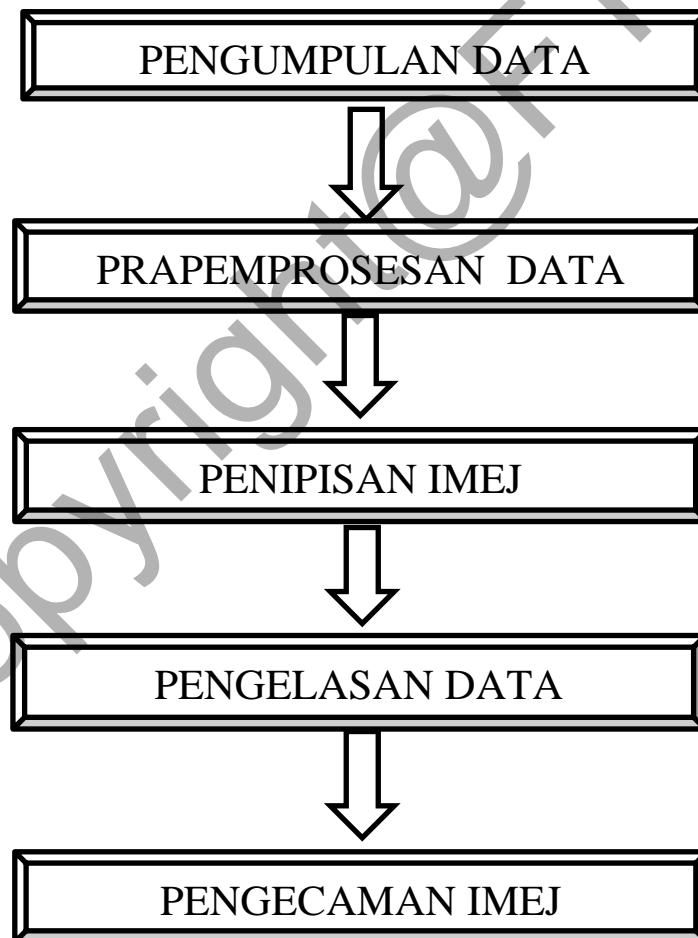 PENGUMPULAN DATA
PRAPEMPROSESAN DATA
PENIPISAN IMEJ
PENGELASAN DATA
PENGECAMAN IMEJ